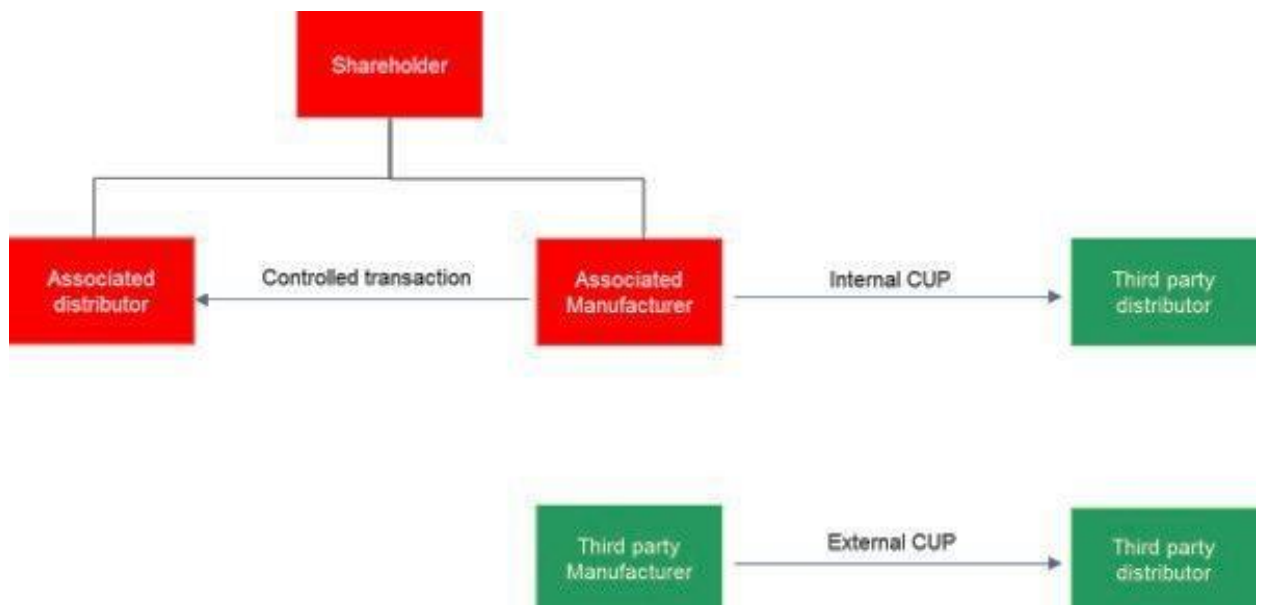 Shareholder
Associated
distributor
Controlled transaction
Associated
Manufacturer
Internal CUP
Third party
distributor
Third party
Manufacturer
External CUP
Third party
distributor